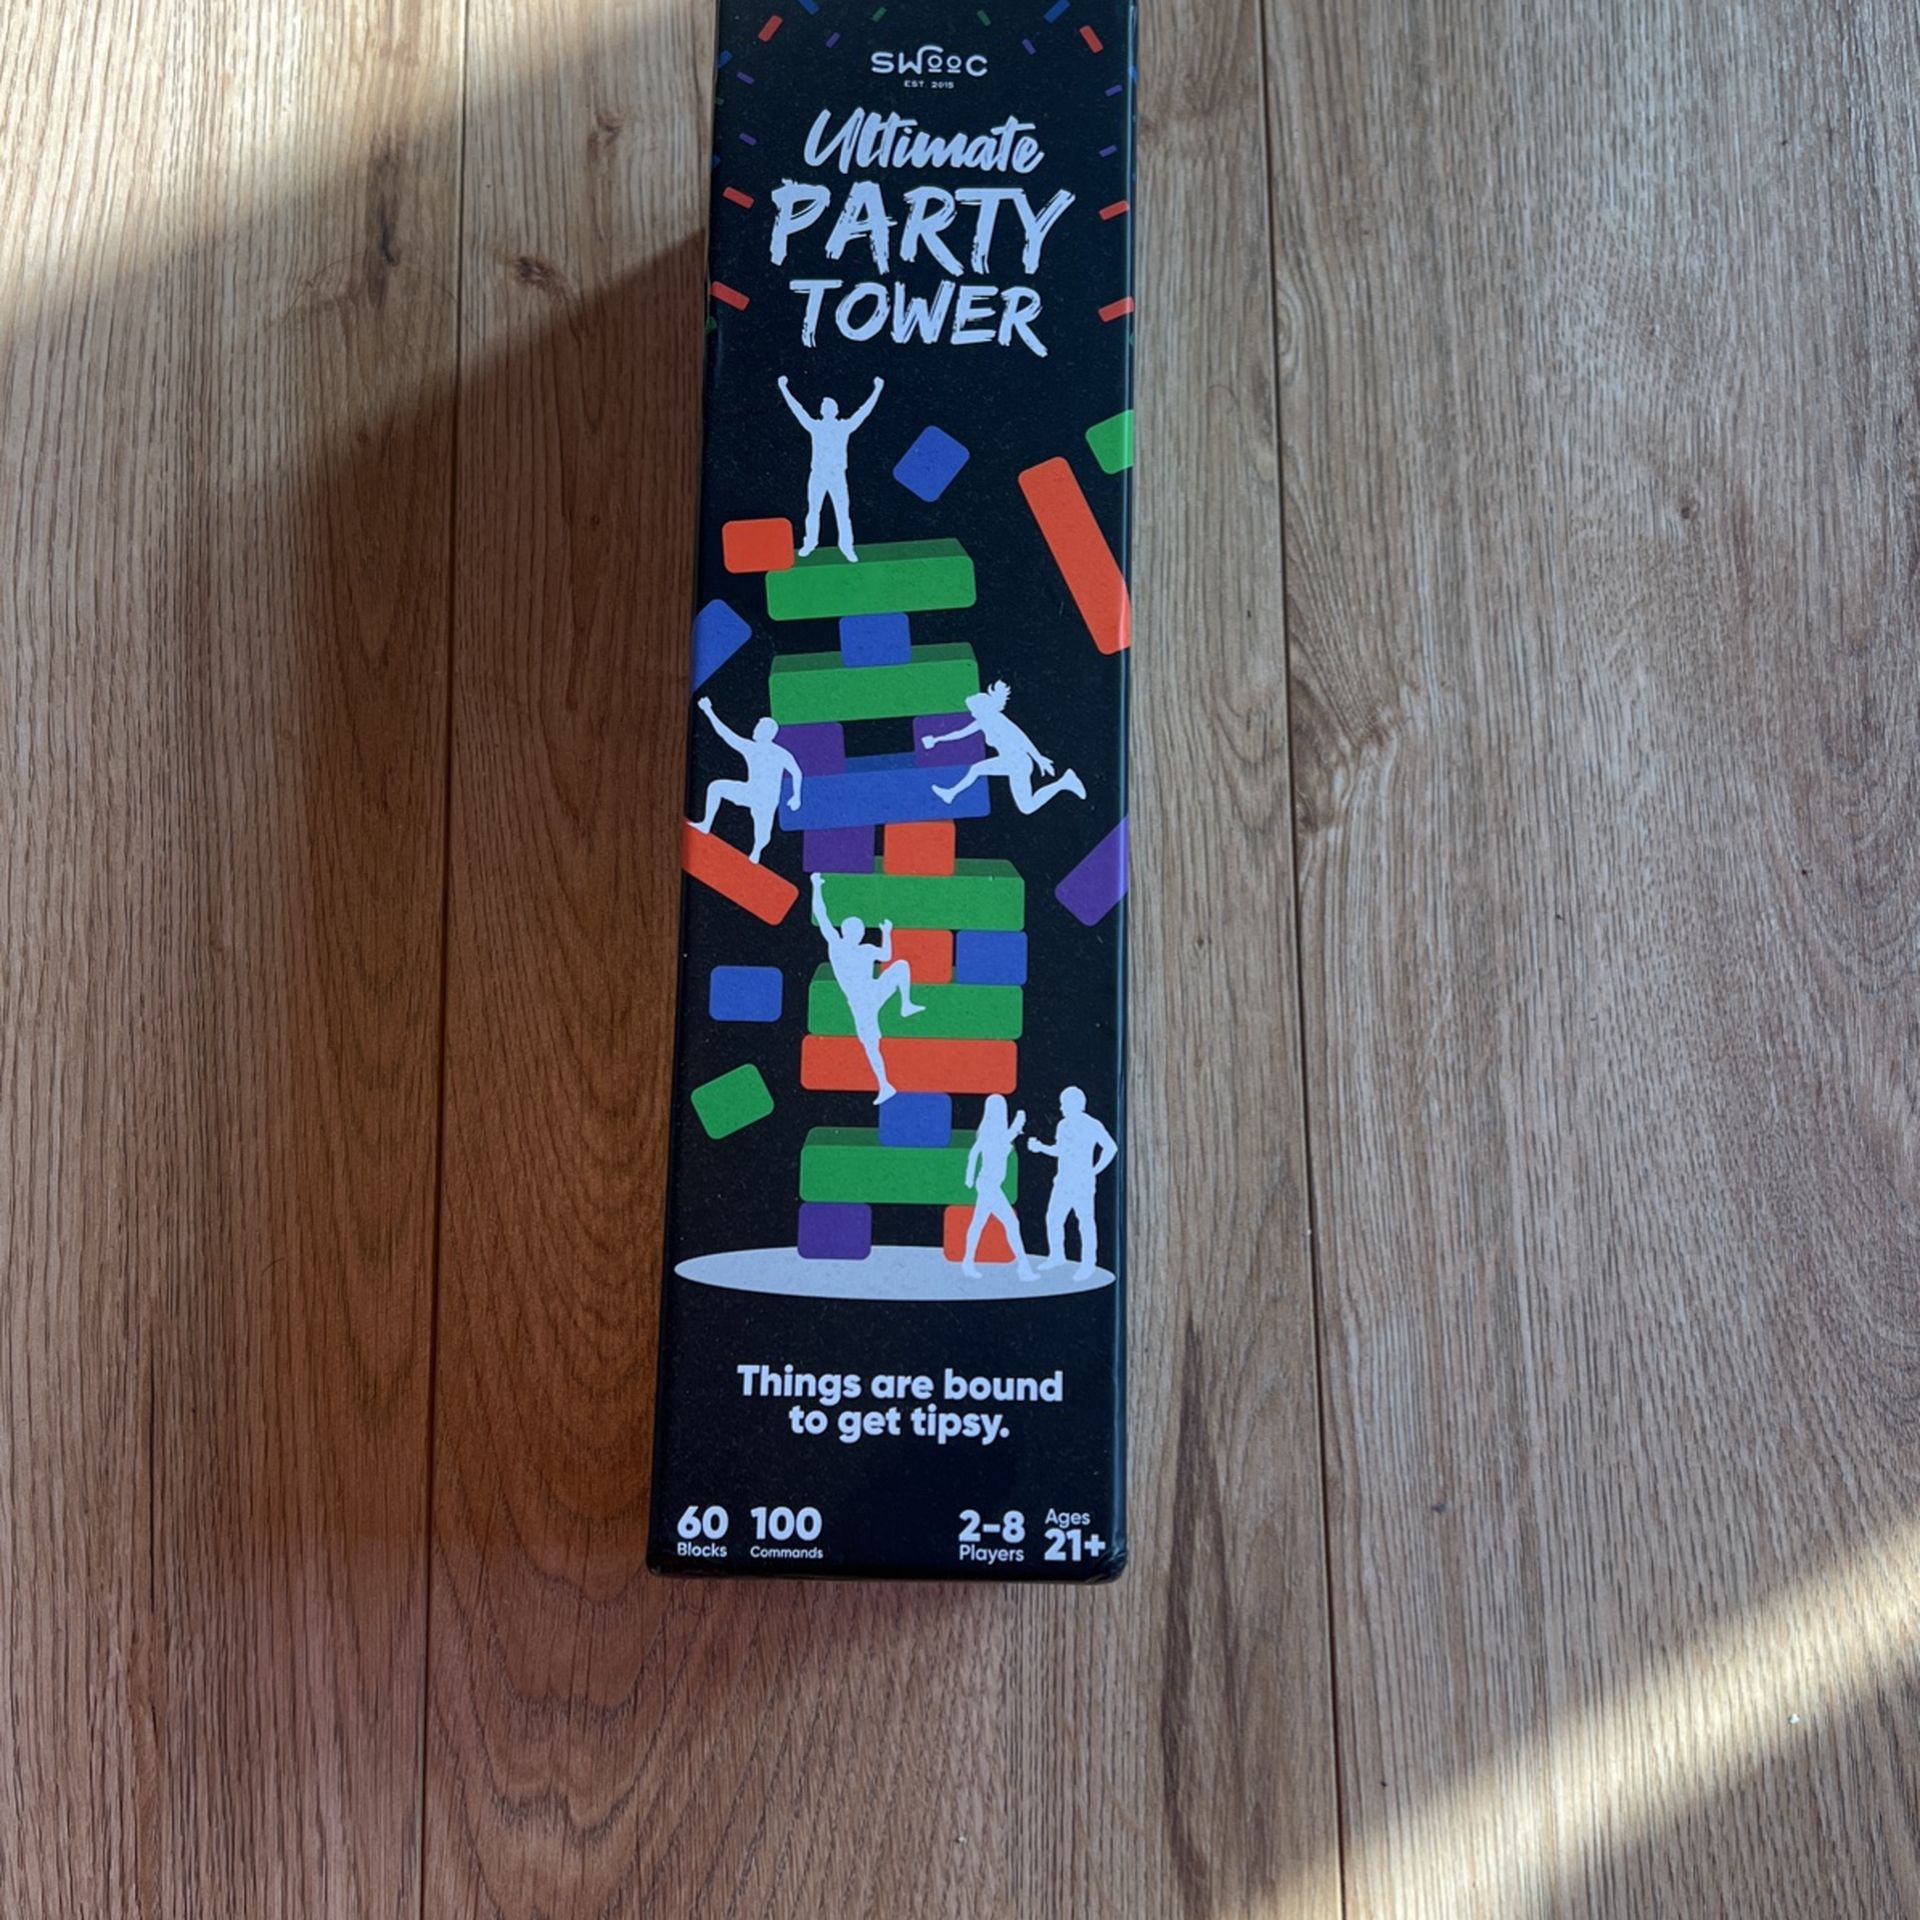 SWOOC
EST. 2015
Ultimate
PARTY
TOWER
Things are bound
to get tipsy.
60 100 2-8 Ages
Blocks Commands Players 21+